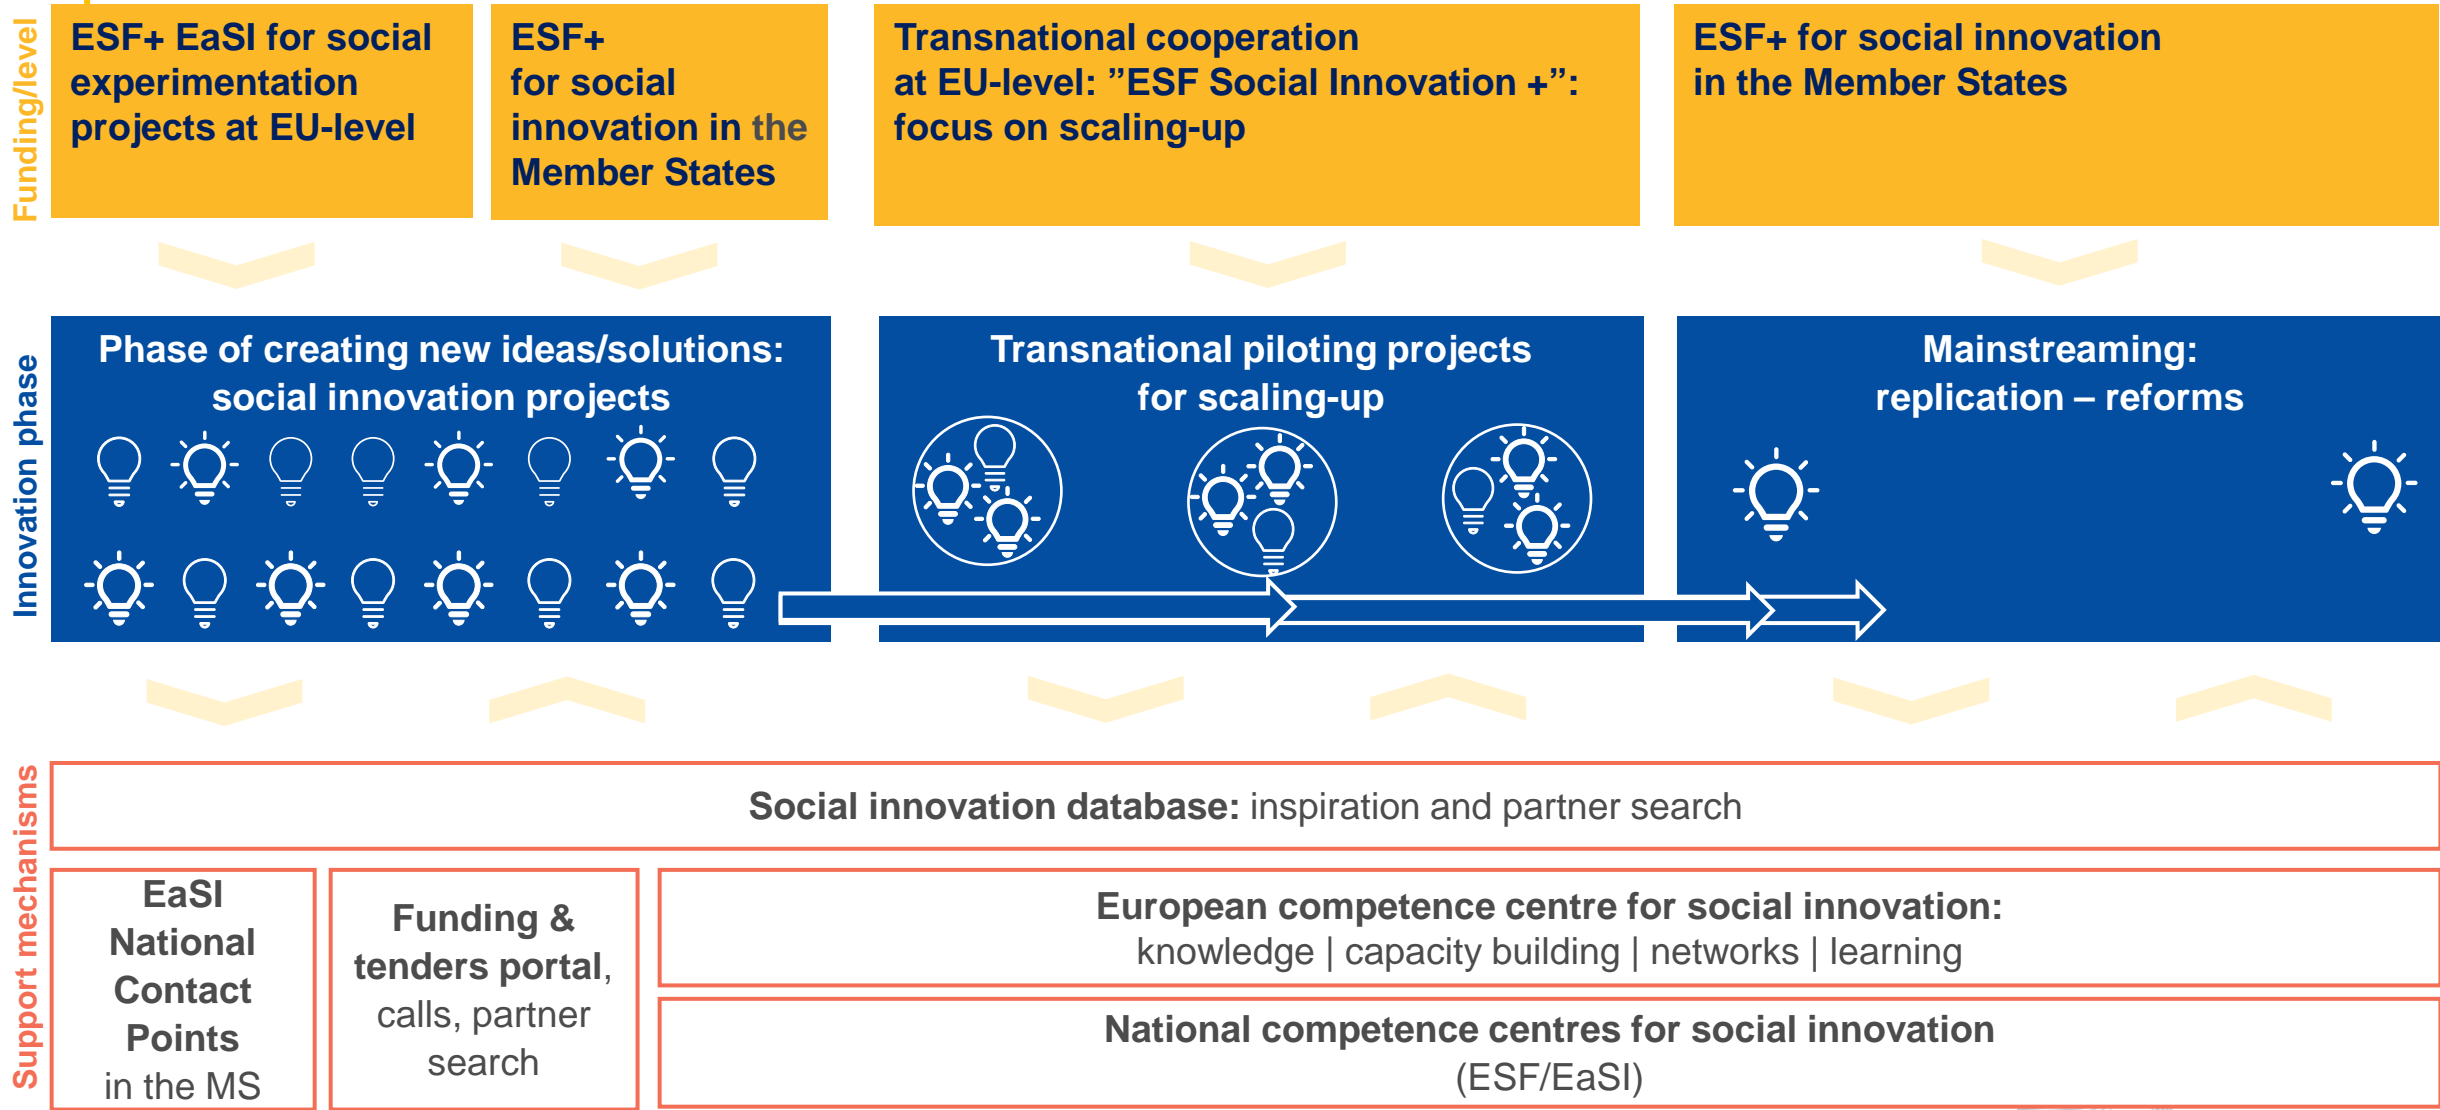 Funding/level
ESF+ EaSI for social
experimentation
projects at EU-level
ESF+
for social
innovation in the
Member States
Transnational cooperation
at EU-level: ”ESF Social Innovation +”:
focus on scaling-up
ESF+ for social innovation
in the Member States
Innovation phase
Phase of creating new ideas/solutions:
social innovation projects
Transnational piloting projects
for scaling-up
Mainstreaming:
replication – reforms
Support mechanisms
Social innovation database: inspiration and partner search
EaSI
National
Contact
Points
in the MS
Funding &
tenders portal,
calls, partner
search
European competence centre for social innovation:
knowledge | capacity building | networks | learning
National competence centres for social innovation
(ESF/EaSI)